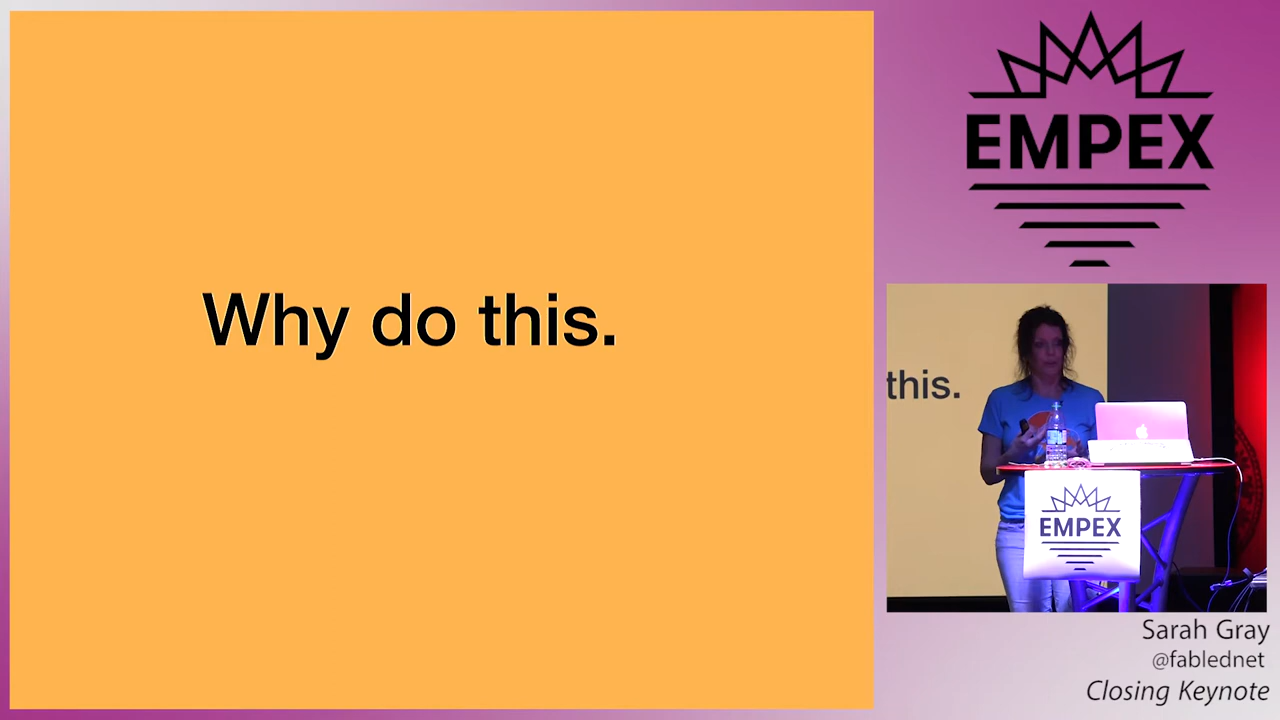 Why do this.
EMPEX
this.
EMPEX
Sarah Gray
@fablednet
Closing Keynote